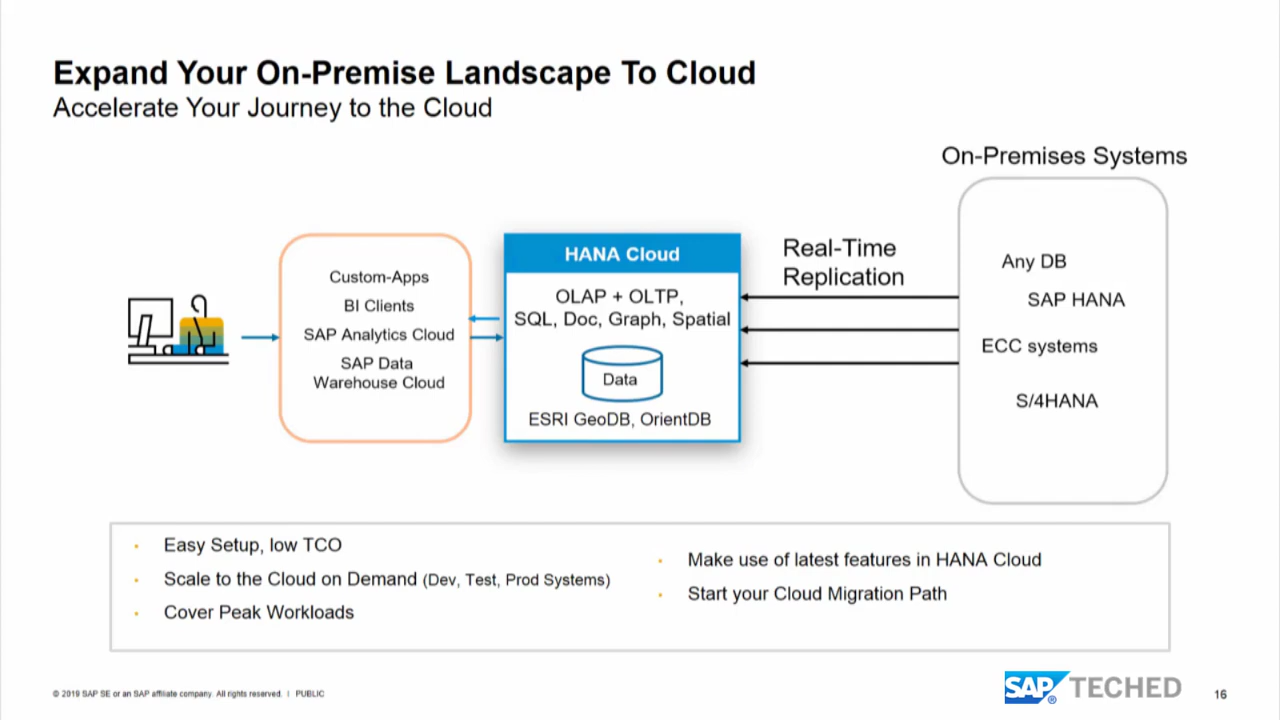 Expand Your On-Premise Landscape To Cloud
Accelerate Your Journey to the Cloud
Custom-Apps
BI Clients
SAP Analytics Cloud
SAP Data
Warehouse Cloud
HANA Cloud
OLAP + OLTP,
SQL, Doc, Graph, Spatial
Data
ESRI GeoDB, OrientDB
Real-Time
Replication
On-Premises Systems
Any DB
SAP HANA
ECC systems
S/4HANA
· Easy Setup, low TCO
· Scale to the Cloud on Demand (Dev, Test, Prod Systems)
· Cover Peak Workloads
· Make use of latest features in HANA Cloud
· Start your Cloud Migration Path
© 2019 SAP SE or an SAP affiliate company. All rights reserved. | PUBLIC
SAP® TECHED
16